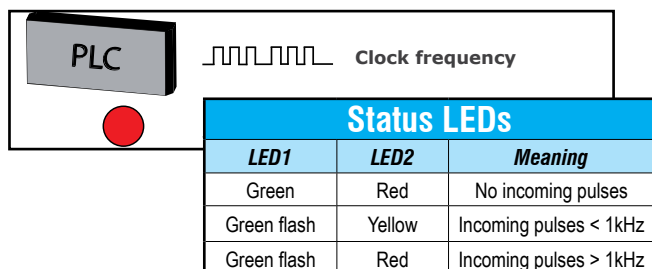 PLC
Clock frequency
Status LEDs
LED1 LED2 Meaning
Green Red No incoming pulses
Green flash Yellow Incoming pulses < 1kHz
Green flash Red Incoming pulses > 1kHz